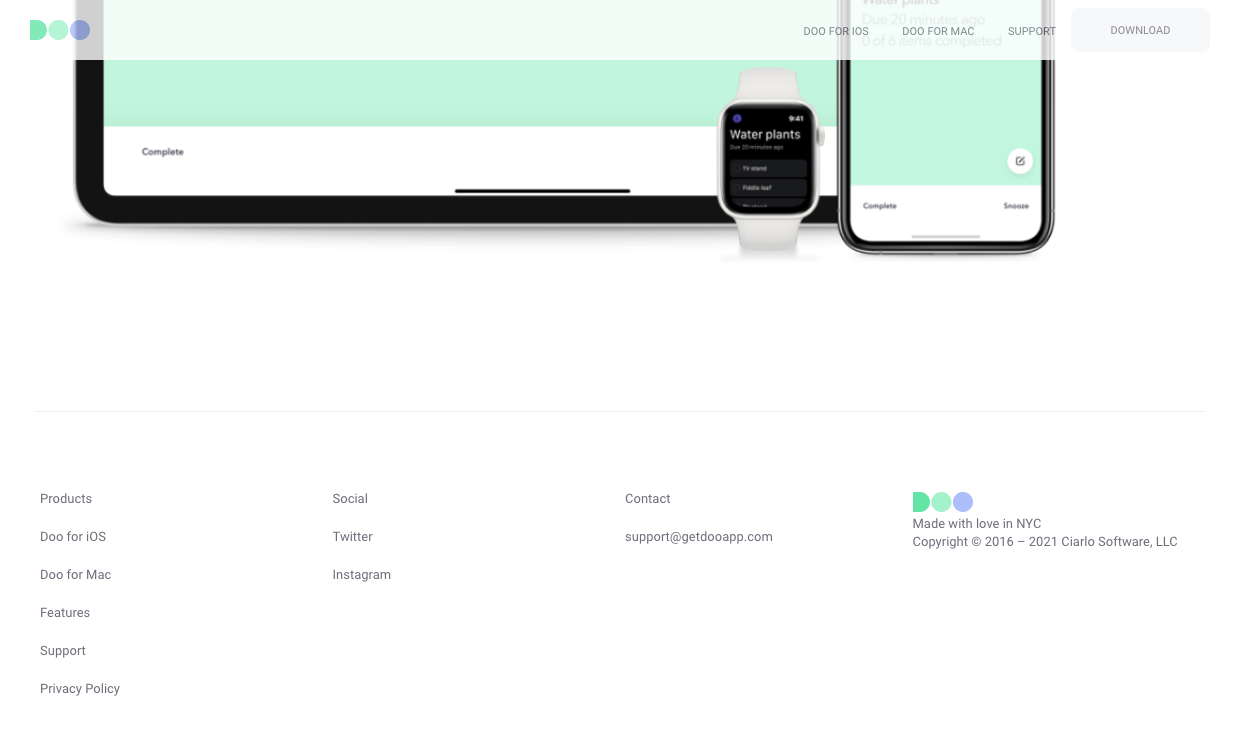 Water plants
Due 20 minutes ago
0 of 6 items completed
DOO FOR IOS
DOO FOR MAC
SUPPORT
DOWNLOAD
Complete
9:41
Water plants
Due 20 minutes ago
TV stand
Fiddle leaf
Complete
Snooze
Products
Doo for iOS
Doo for Mac
Features
Support
Privacy Policy
Social
Twitter
Instagram
Contact
support@getdooapp.com
Made with love in NYC
Copyright © 2016 – 2021 Ciarlo Software, LLC